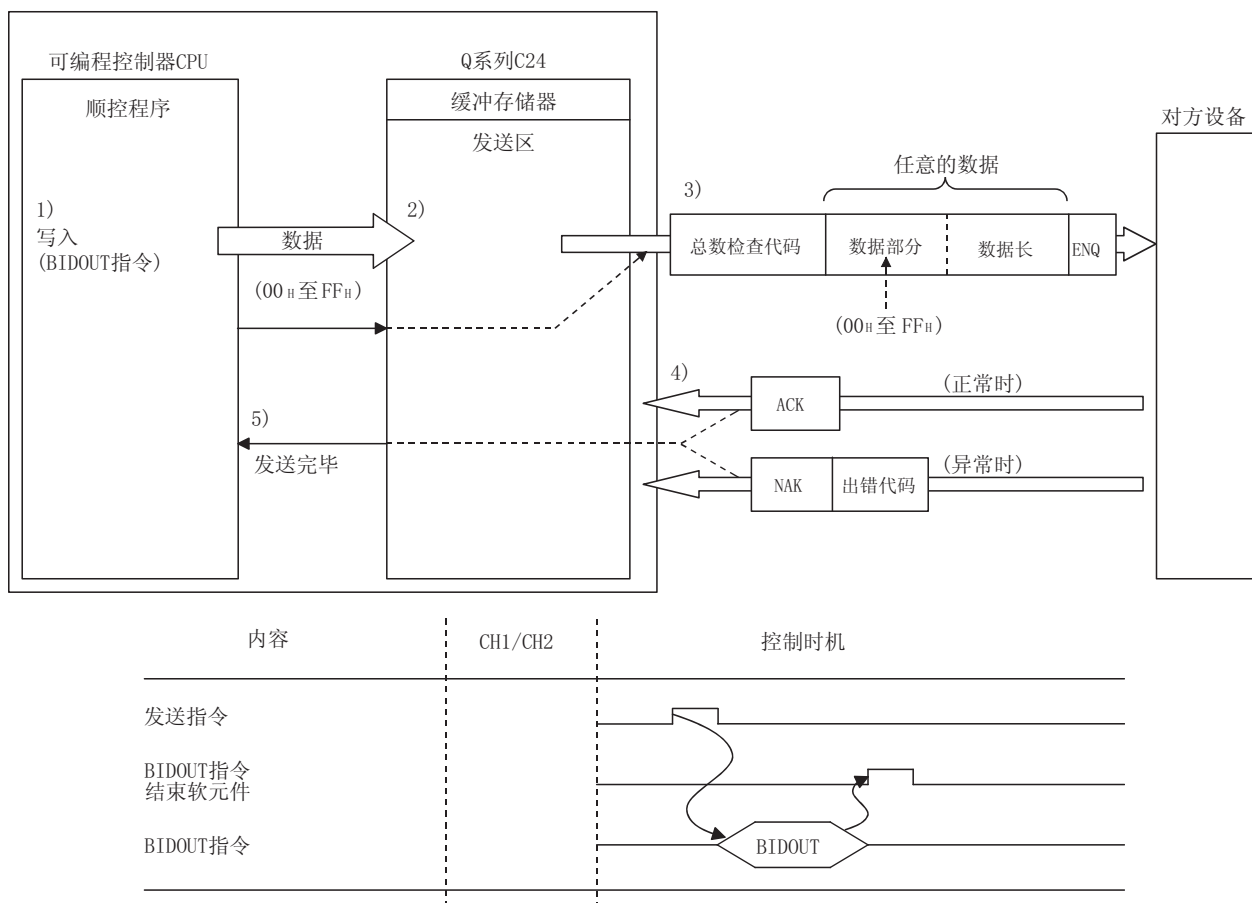 可编程控制器CPU
Q系列C24
顺控程序
缓冲存储器
发送区
对方设备
任意的数据
1)
写入
(BIDOUT指令)
数据
2)
3)
总数检查代码
数据部分
数据长
ENQ
(00H至FFH)
(00H至 FFH)
4)
ACK
(正常时)
5)
发送完毕
NAK
出错代码
(异常时)
内容
CH1/CH2
控制时机
发送指令
BIDOUT指令
结束软元件
BIDOUT指令
BIDOUT